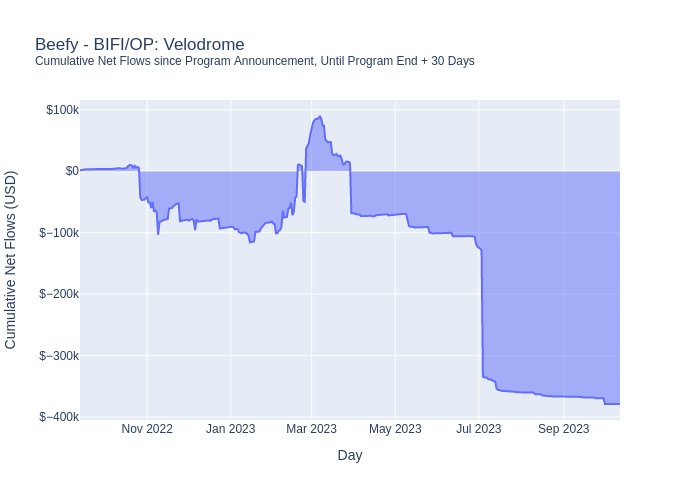 Beefy - BIFI/OP: Velodrome
Cumulative Net Flows since Program Announcement, Until Program End + 30 Days
Cumulative Net Flows (USD)
$100k
$0
$−100k
$−200k
$−300k
$−400k
Nov 2022
Jan 2023
Mar 2023
May 2023
Jul 2023
Sep 2023
Day